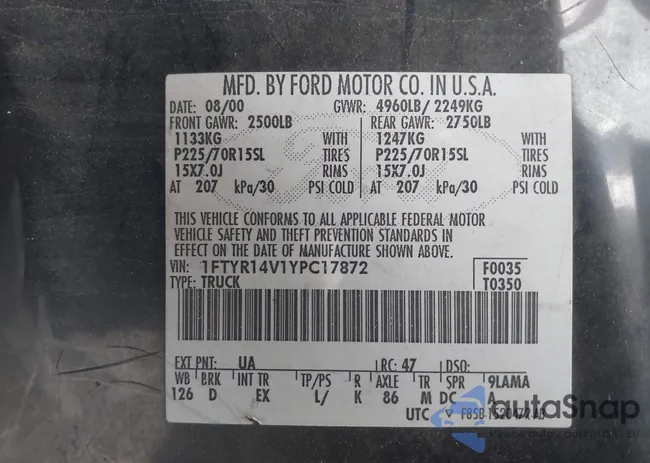 MFD. BY FORD MOTOR CO. IN U.S.A.
DATE: 08/00 GVWR: 4960LB/ 2249KG
FRONT GAWR: 2500LB REAR GAWR: 2750LB
1133KG WITH 1247KG WITH
P225/70R15SL TIRES P225/70R15SL TIRES
15X7.0J RIMS 15X7.0J RIMS
AT 207 kPa/30 PSI COLD AT 207 kPa/30 PSI COLD
THIS VEHICLE CONFORMS TO ALL APPLICABLE FEDERAL MOTOR
VEHICLE SAFETY AND THEFT PREVENTION STANDARDS IN
EFFECT ON THE DATE OF MANUFACTURE SHOWN ABOVE.
VIN: 1FTYR14V1YPC17872 F0035
TYPE: TRUCK T0350
EXT PNT: UA RC: 47 DSO:
WB BRK INT TR TP/PS R AXLE TR SPR 9LAMA
126 D EX L/ K 86 M DC A
UTC F85B-1520472-AD
autoSnap